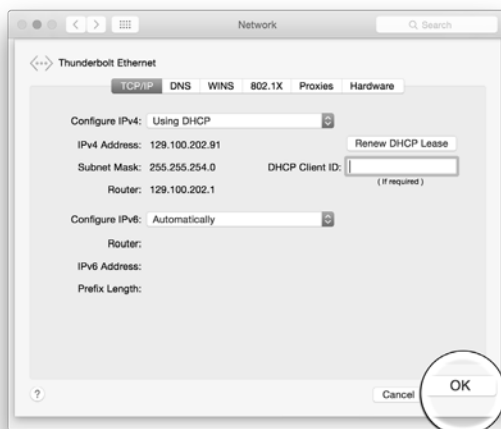 Network
Search
Thunderbolt Ethernet
TCP/IP DNS WINS 802.1X Proxies Hardware
Configure IPv4: Using DHCP
IPv4 Address: 129.100.202.91 Renew DHCP Lease
Subnet Mask: 255.255.254.0 DHCP Client ID:
Router: 129.100.202.1 ( If required )
Configure IPv6: Automatically
Router:
IPv6 Address:
Prefix Length:
? Cancel OK